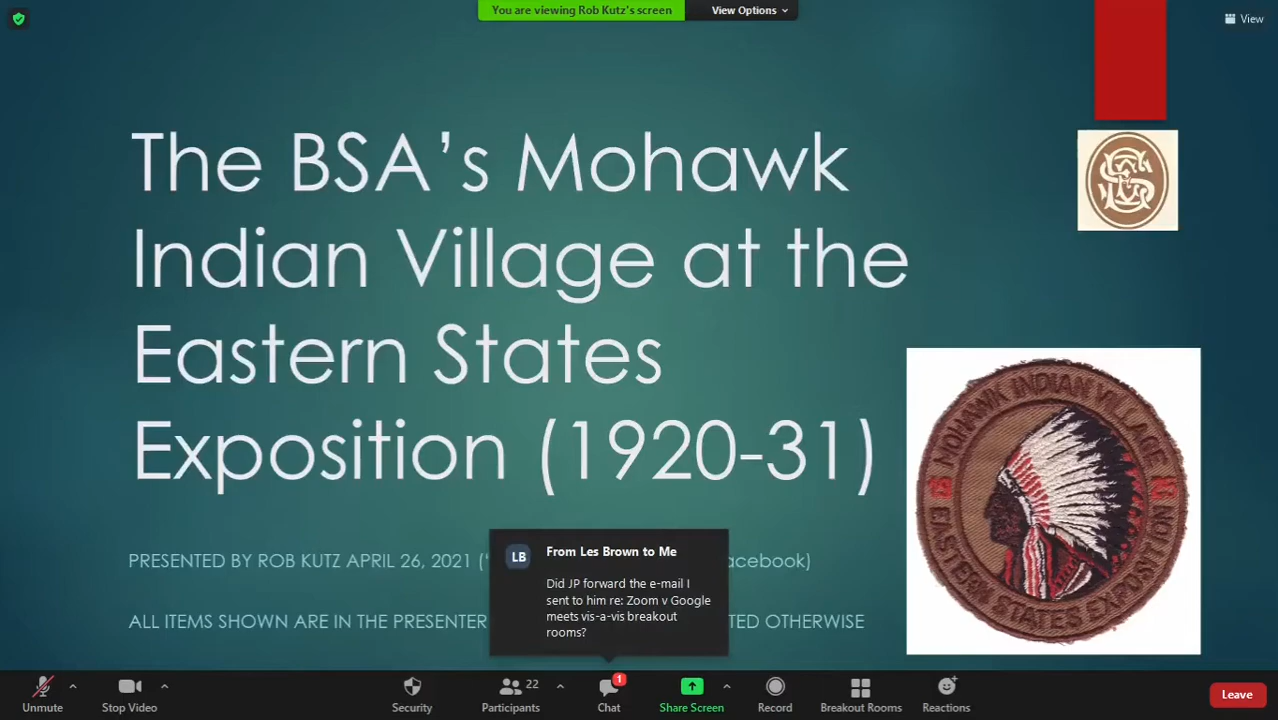 You are viewing Rob Kutz's screen
View Options
View
The BSA's Mohawk
Indian Village at the
Eastern States
Exposition (1920-31)
MOHAWK INDIAN VILLAGE
EASTERN STATES EXPOSITION
PRESENTED BY ROB KUTZ APRIL 26, 2021 (
acebook)
ALL ITEMS SHOWN ARE IN THE PRESENTER
TED OTHERWISE
LB
From Les Brown to Me
Did JP forward the e-mail I
sent to him re: Zoom v Google
meets vis-a-vis breakout
rooms?
Unmute
Stop Video
Security
22
Participants
1
Chat
Share Screen
Record
Breakout Rooms
Reactions
Leave